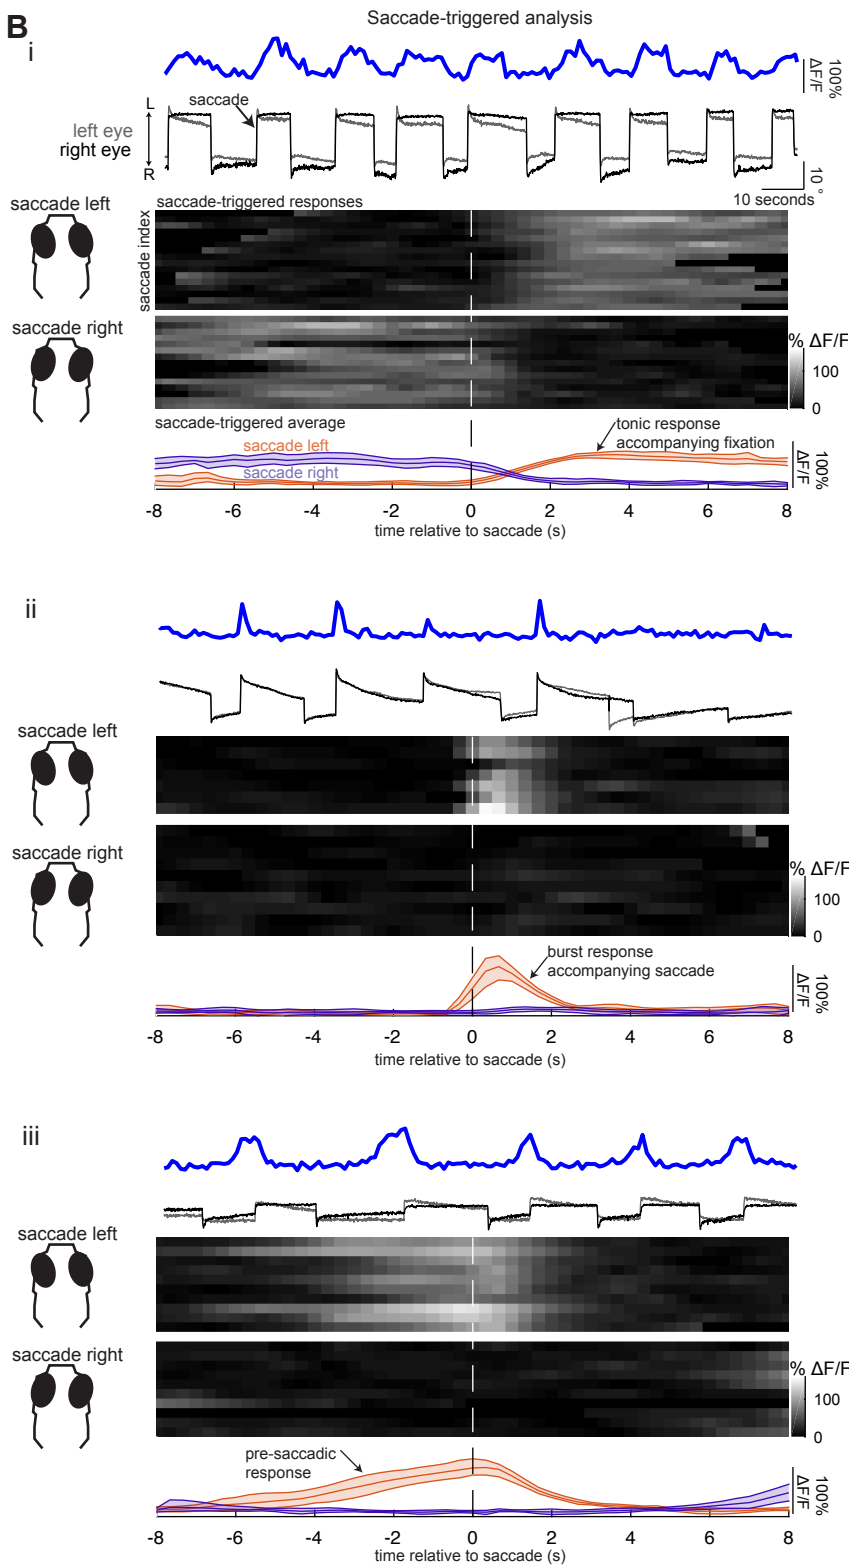 B
Saccade-triggered analysis
i
100%
ΔF/F
saccade
L
left eye
right eye
R
10°
10 seconds
saccade left
saccade-triggered responses
saccade index
saccade right
% ΔF/F
100
0
saccade-triggered average
tonic response
accompanying fixation
saccade left
saccade right
100%
ΔF/F
-8 -6 -4 -2 0 2 4 6 8
time relative to saccade (s)
ii
saccade left
saccade right
% ΔF/F
100
0
burst response
accompanying saccade
100%
ΔF/F
-8 -6 -4 -2 0 2 4 6 8
time relative to saccade (s)
iii
saccade left
saccade right
% ΔF/F
100
0
pre-saccadic
response
100%
ΔF/F
-8 -6 -4 -2 0 2 4 6 8
time relative to saccade (s)